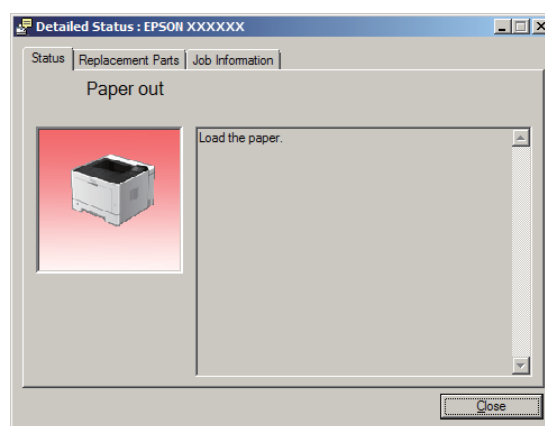 Detailed Status : EPSON XXXXXX
Status Replacement Parts Job Information
Paper out
Load the paper.
Close